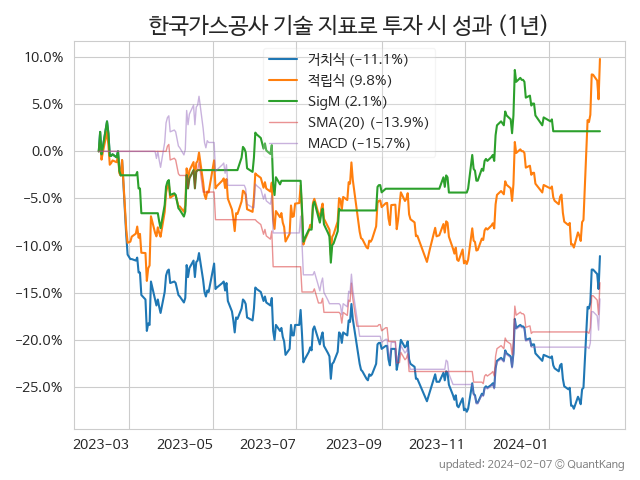 한국가스공사 기술 지표로 투자 시 성과 (1년)
거치식 (−11.1%)
적립식 (9.8%)
SigM (2.1%)
SMA(20) (−13.9%)
MACD (−15.7%)
10.0%
5.0%
0.0%
−5.0%
−10.0%
−15.0%
−20.0%
−25.0%
2023-03 2023-05 2023-07 2023-09 2023-11 2024-01
updated: 2024-02-07 © QuantKang